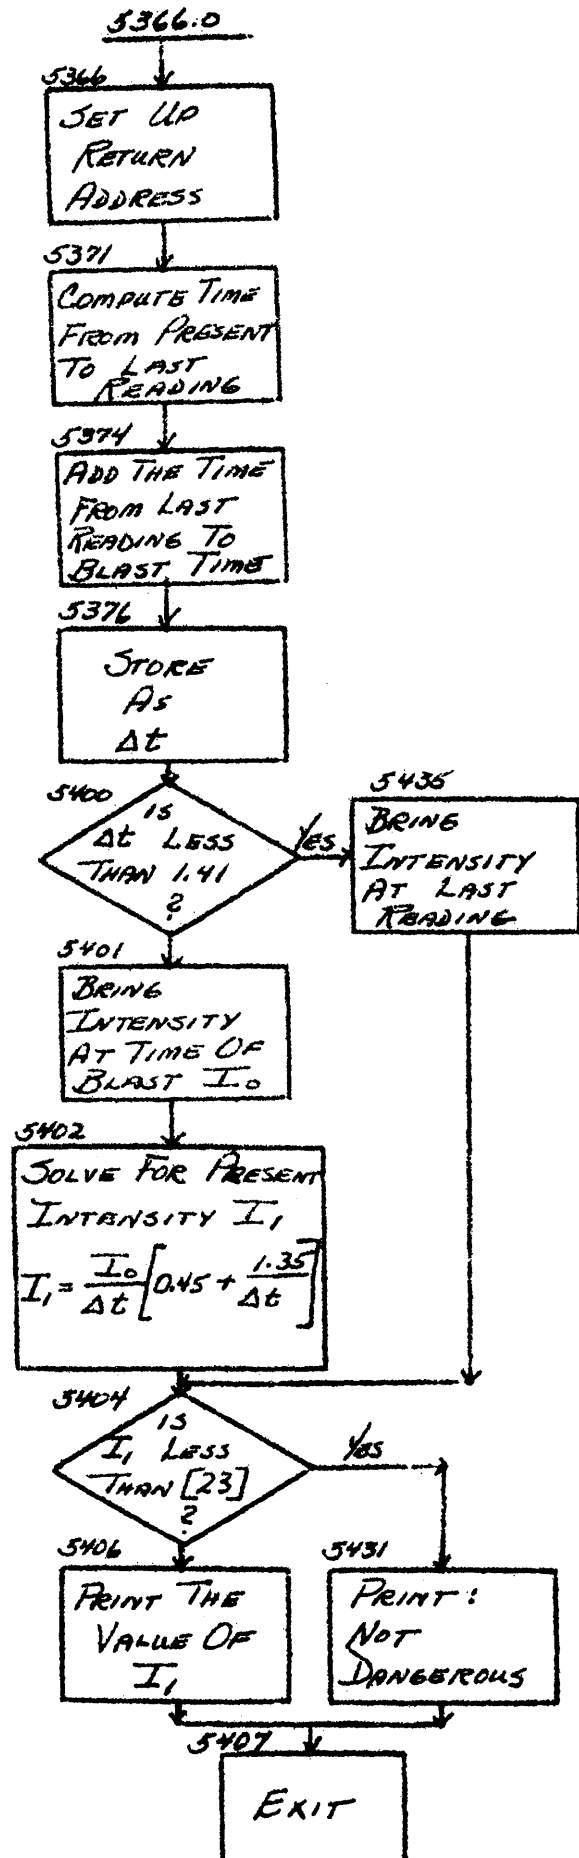 5366.0
5366
SET UP
RETURN
ADDRESS
5371
COMPUTE TIME
FROM PRESENT
TO LAST
READING
5374
ADD THE TIME
FROM LAST
READING TO
BLAST TIME
5376
STORE
AS
Δt
5400
IS
Δt LESS
THAN 1.41
?
YES
5435
BRING
INTENSITY
AT LAST
READING
5401
BRING
INTENSITY
AT TIME OF
BLAST I₀
5402
SOLVE FOR PRESENT
INTENSITY I₁
I₁ = I₀/Δt [0.45 + 1.35/Δt]
5404
IS
I₁ LESS
THAN [23]
?
YES
5406
PRINT THE
VALUE OF
I₁
5431
PRINT:
NOT
DANGEROUS
5407
EXIT